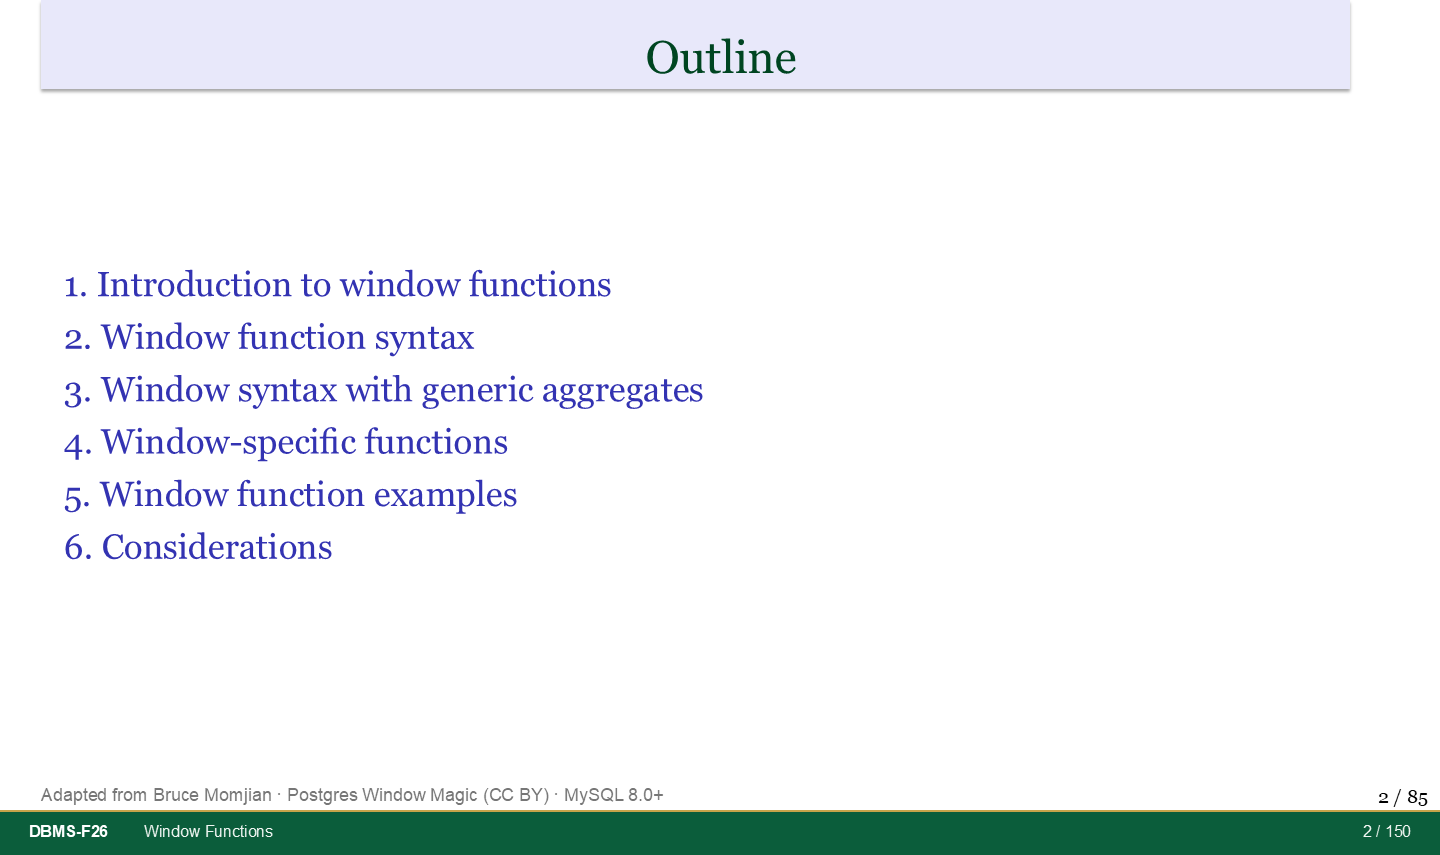 Outline
1. Introduction to window functions
2. Window function syntax
3. Window syntax with generic aggregates
4. Window-specific functions
5. Window function examples
6. Considerations
Adapted from Bruce Momjian · Postgres Window Magic (CC BY) · MySQL 8.0+
2 / 85
DBMS-F26 Window Functions 2 / 150